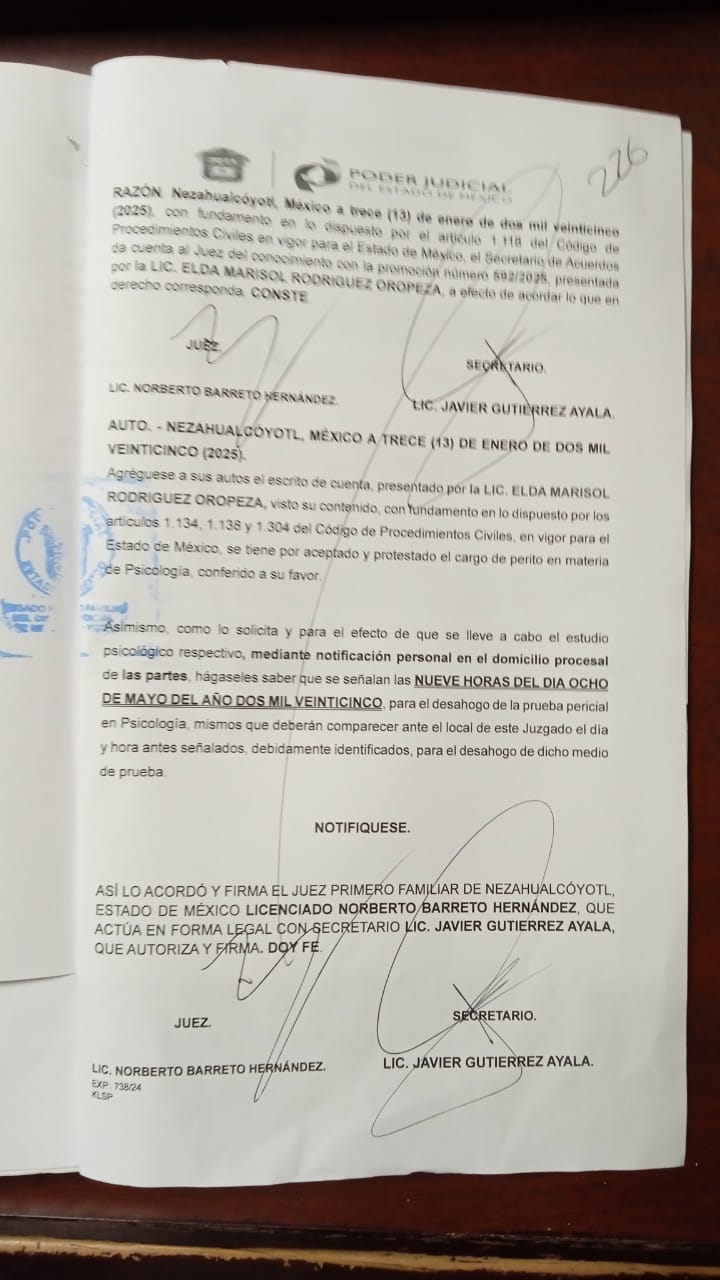 226
PODER JUDICIAL
DEL ESTADO DE MÉXICO
RAZÓN. Nezahualcóyotl, México a trece (13) de enero de dos mil veinticinco
(2025), con fundamento en lo dispuesto por el artículo 1.118 del Código de
Procedimientos Civiles en vigor para el Estado de México, el Secretario de Acuerdos
da cuenta al Juez del conocimiento con la promoción número 592/2025, presentada
por la LIC. ELDA MARISOL RODRIGUEZ OROPEZA, a efecto de acordar lo que en
derecho corresponda. CONSTE.
JUEZ.
SECRETARIO.
LIC. NORBERTO BARRETO HERNÁNDEZ.
LIC. JAVIER GUTIERREZ AYALA.
AUTO. - NEZAHUALCÓYOTL, MÉXICO A TRECE (13) DE ENERO DE DOS MIL
VEINTICINCO (2025).
Agréguese a sus autos el escrito de cuenta, presentado por la LIC. ELDA MARISOL
RODRIGUEZ OROPEZA, visto su contenido, con fundamento en lo dispuesto por los
artículos 1.134, 1.138 y 1.304 del Código de Procedimientos Civiles, en vigor para el
Estado de México, se tiene por aceptado y protestado el cargo de perito en materia
de Psicología, conferido a su favor.
Asimismo, como lo solicita y para el efecto de que se lleve a cabo el estudio
psicológico respectivo, mediante notificación personal en el domicilio procesal
de las partes, hágaseles saber que se señalan las NUEVE HORAS DEL DIA OCHO
DE MAYO DEL AÑO DOS MIL VEINTICINCO, para el desahogo de la prueba pericial
en Psicología, mismos que deberán comparecer ante el local de este Juzgado el día
y hora antes señalados, debidamente identificados, para el desahogo de dicho medio
de prueba.
NOTIFIQUESE.
ASÍ LO ACORDÓ Y FIRMA EL JUEZ PRIMERO FAMILIAR DE NEZAHUALCÓYOTL,
ESTADO DE MÉXICO LICENCIADO NORBERTO BARRETO HERNÁNDEZ, QUE
ACTÚA EN FORMA LEGAL CON SECRETARIO LIC. JAVIER GUTIERREZ AYALA,
QUE AUTORIZA Y FIRMA. DOY FE.
JUEZ.
SECRETARIO.
LIC. NORBERTO BARRETO HERNÁNDEZ.
LIC. JAVIER GUTIERREZ AYALA.
EXP: 738/24
KLSP